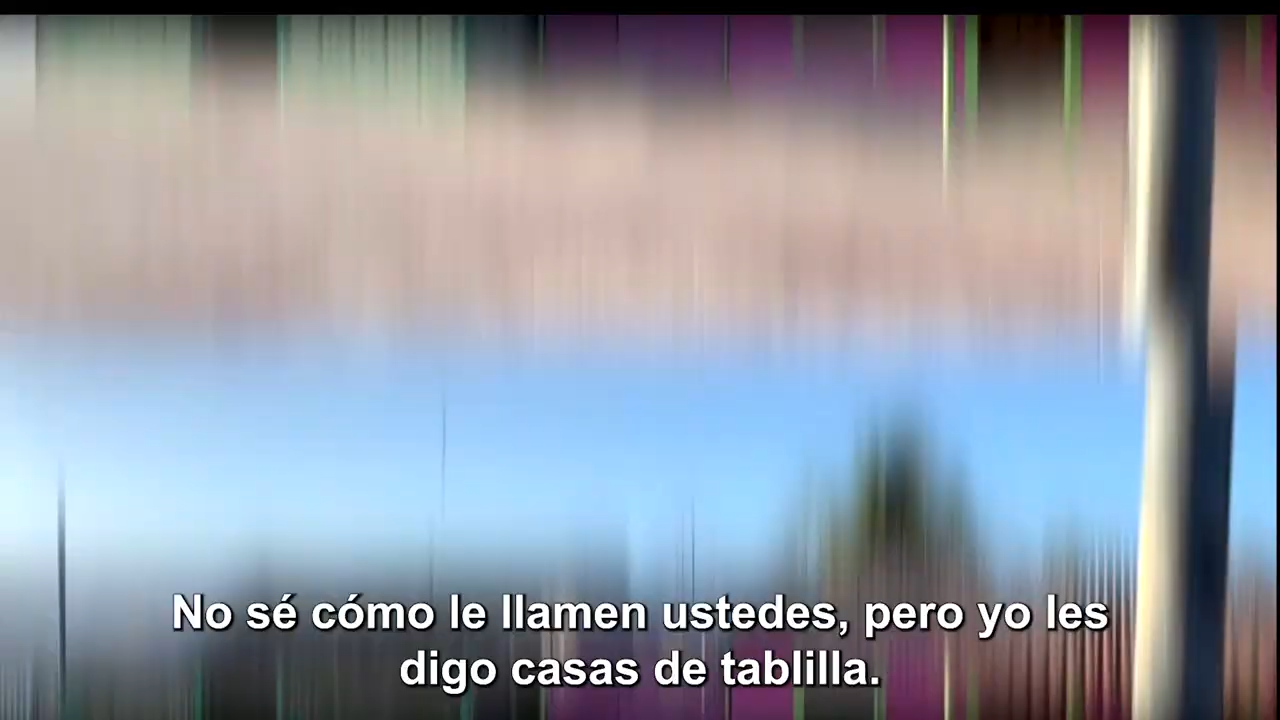 No sé cómo le llamen ustedes, pero yo les
digo casas de tablilla.